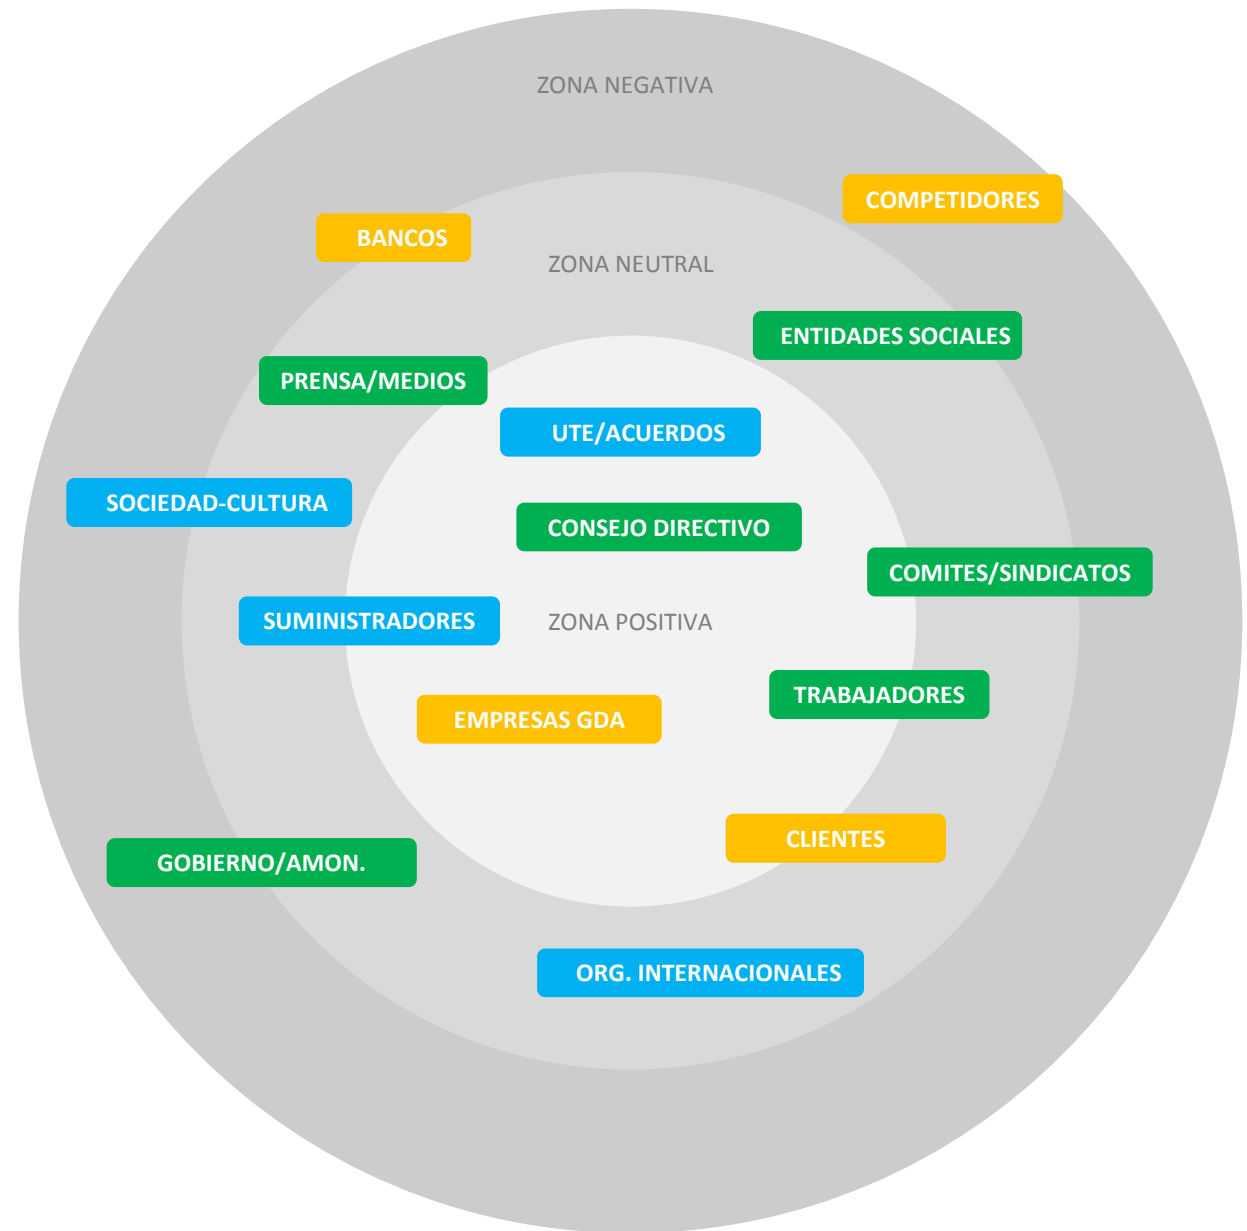 ZONA NEGATIVA
COMPETIDORES
BANCOS
ZONA NEUTRAL
ENTIDADES SOCIALES
PRENSA/MEDIOS
UTE/ACUERDOS
SOCIEDAD-CULTURA
CONSEJO DIRECTIVO
COMITES/SINDICATOS
SUMINISTRADORES
ZONA POSITIVA
TRABAJADORES
EMPRESAS GDA
CLIENTES
GOBIERNO/AMON.
ORG. INTERNACIONALES